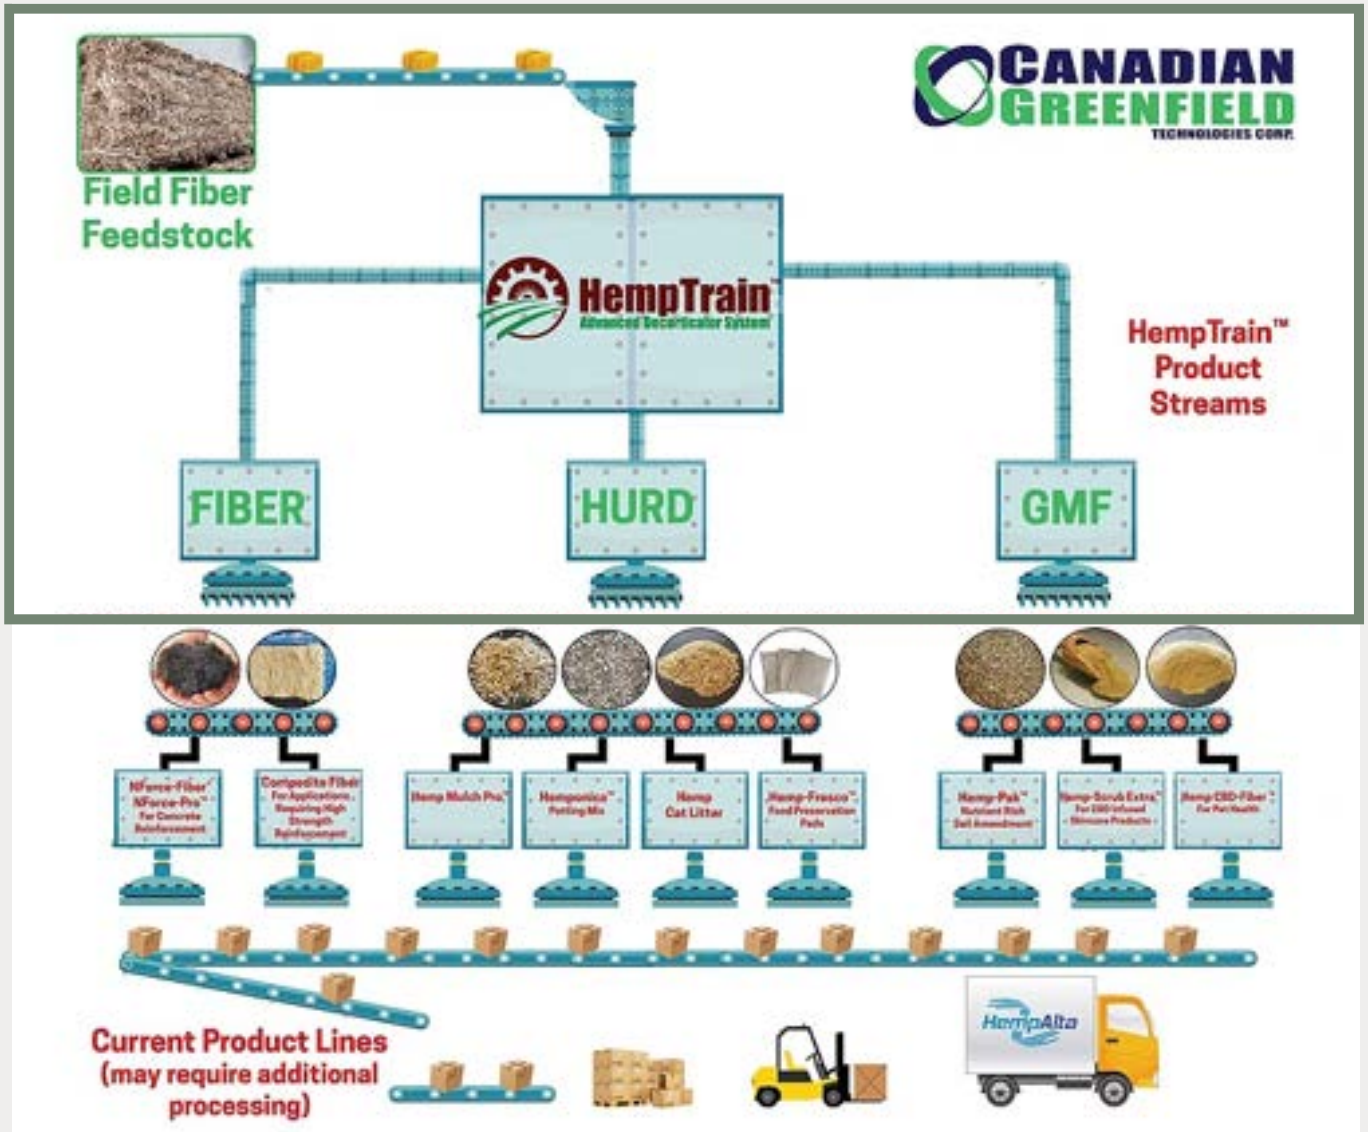 CANADIAN
GREENFIELD
TECHNOLOGIES CORP.
Field Fiber
Feedstock
HempTrain™
Advanced Decorticator System
HempTrain™
Product
Streams
FIBER
HURD
GMF
NForce-Fiber™
NForce-Pro™
For Concrete
Reinforcement
Composite Fiber
For Applications
Requiring High
Strength
Reinforcement
Hemp Mulch Pro™
Hemponics™
Potting Mix
Hemp
Cat Litter
Hemp-Fresco™
Food Preservation
Pads
Hemp-Pak™
Nutrient Rich
Soil Amendment
Hemp-Scrub Extra™
For CBD Infused
Skincare Products
Hemp CBD-Fiber™
For Pet Health
Current Product Lines
(may require additional
processing)
HempAlta